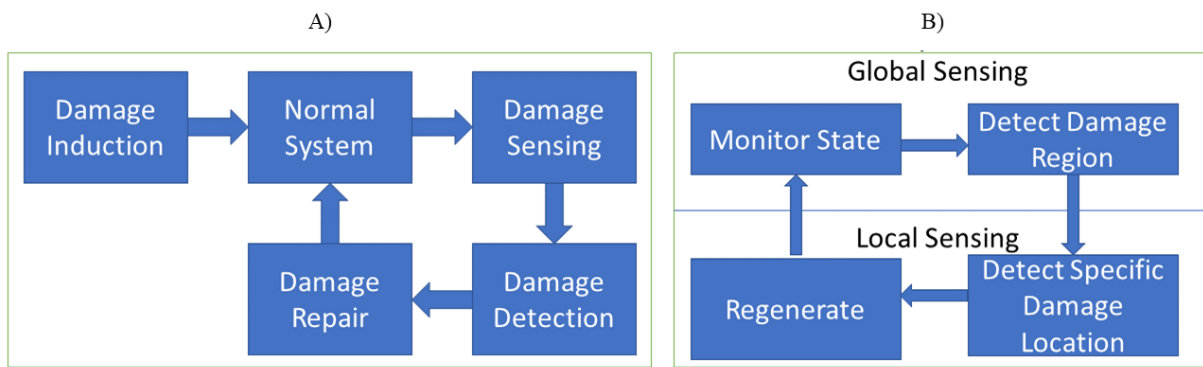 A)
Damage
Induction
Normal
System
Damage
Sensing
Damage
Repair
Damage
Detection
B)
Global Sensing
Monitor State
Detect Damage
Region
Local Sensing
Regenerate
Detect Specific
Damage
Location